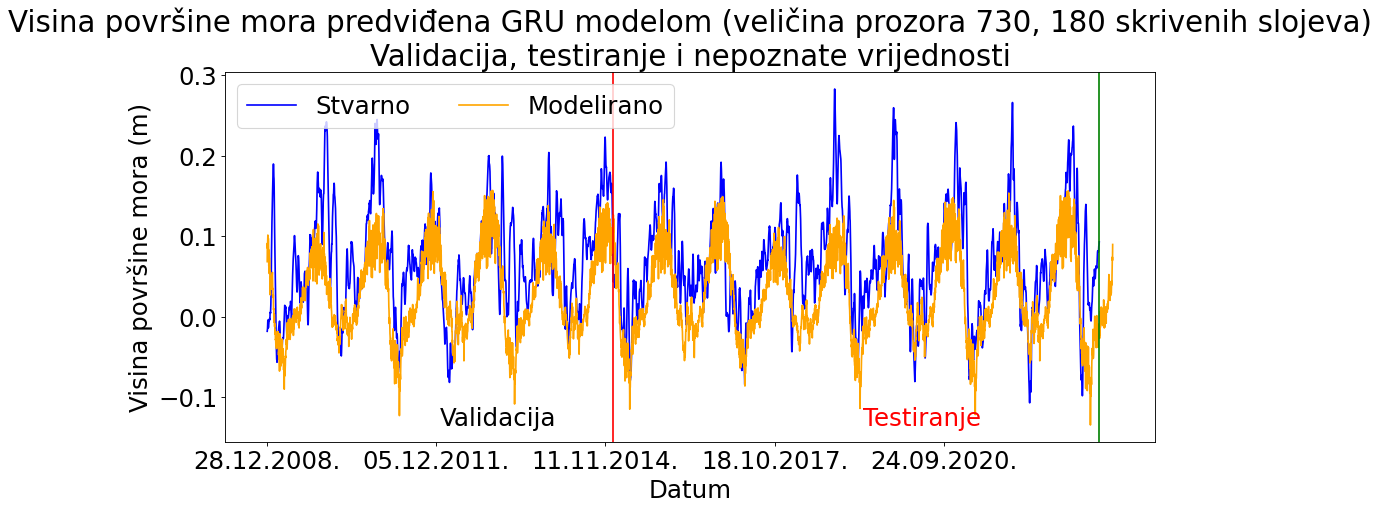 Visina površine mora predviđena GRU modelom (veličina prozora 730, 180 skrivenih slojeva)
Validacija, testiranje i nepoznate vrijednosti
Stvarno Modelirano
Visina površine mora (m)
0.3
0.2
0.1
0.0
−0.1
Validacija Testiranje
28.12.2008. 05.12.2011. 11.11.2014. 18.10.2017. 24.09.2020.
Datum